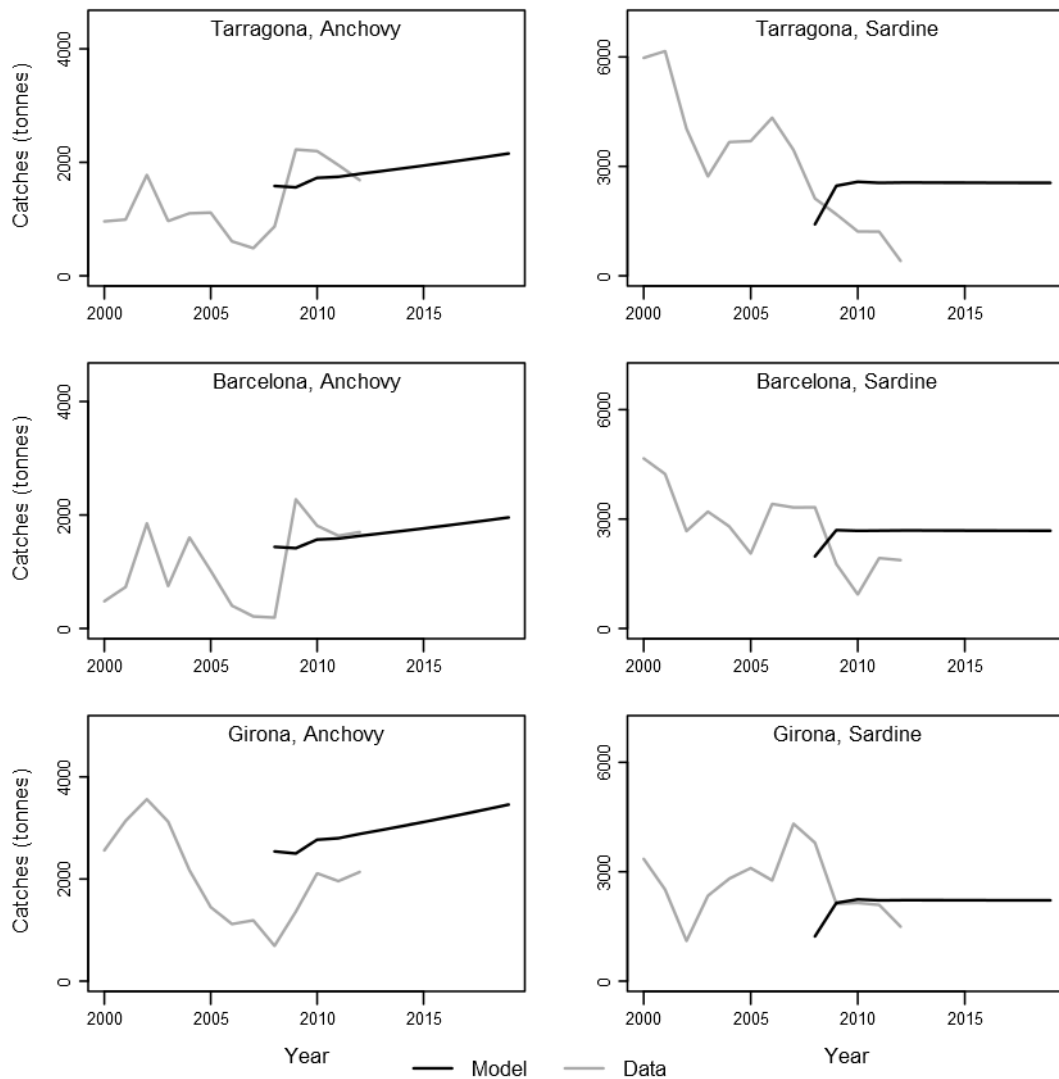 Tarragona, Anchovy
Catches (tonnes)
4000
2000
0
2000 2005 2010 2015
Tarragona, Sardine
6000
3000
0
2000 2005 2010 2015
Barcelona, Anchovy
Catches (tonnes)
4000
2000
0
2000 2005 2010 2015
Barcelona, Sardine
6000
3000
0
2000 2005 2010 2015
Girona, Anchovy
Catches (tonnes)
4000
2000
0
2000 2005 2010 2015
Year
Girona, Sardine
6000
3000
0
2000 2005 2010 2015
Year
Model Data